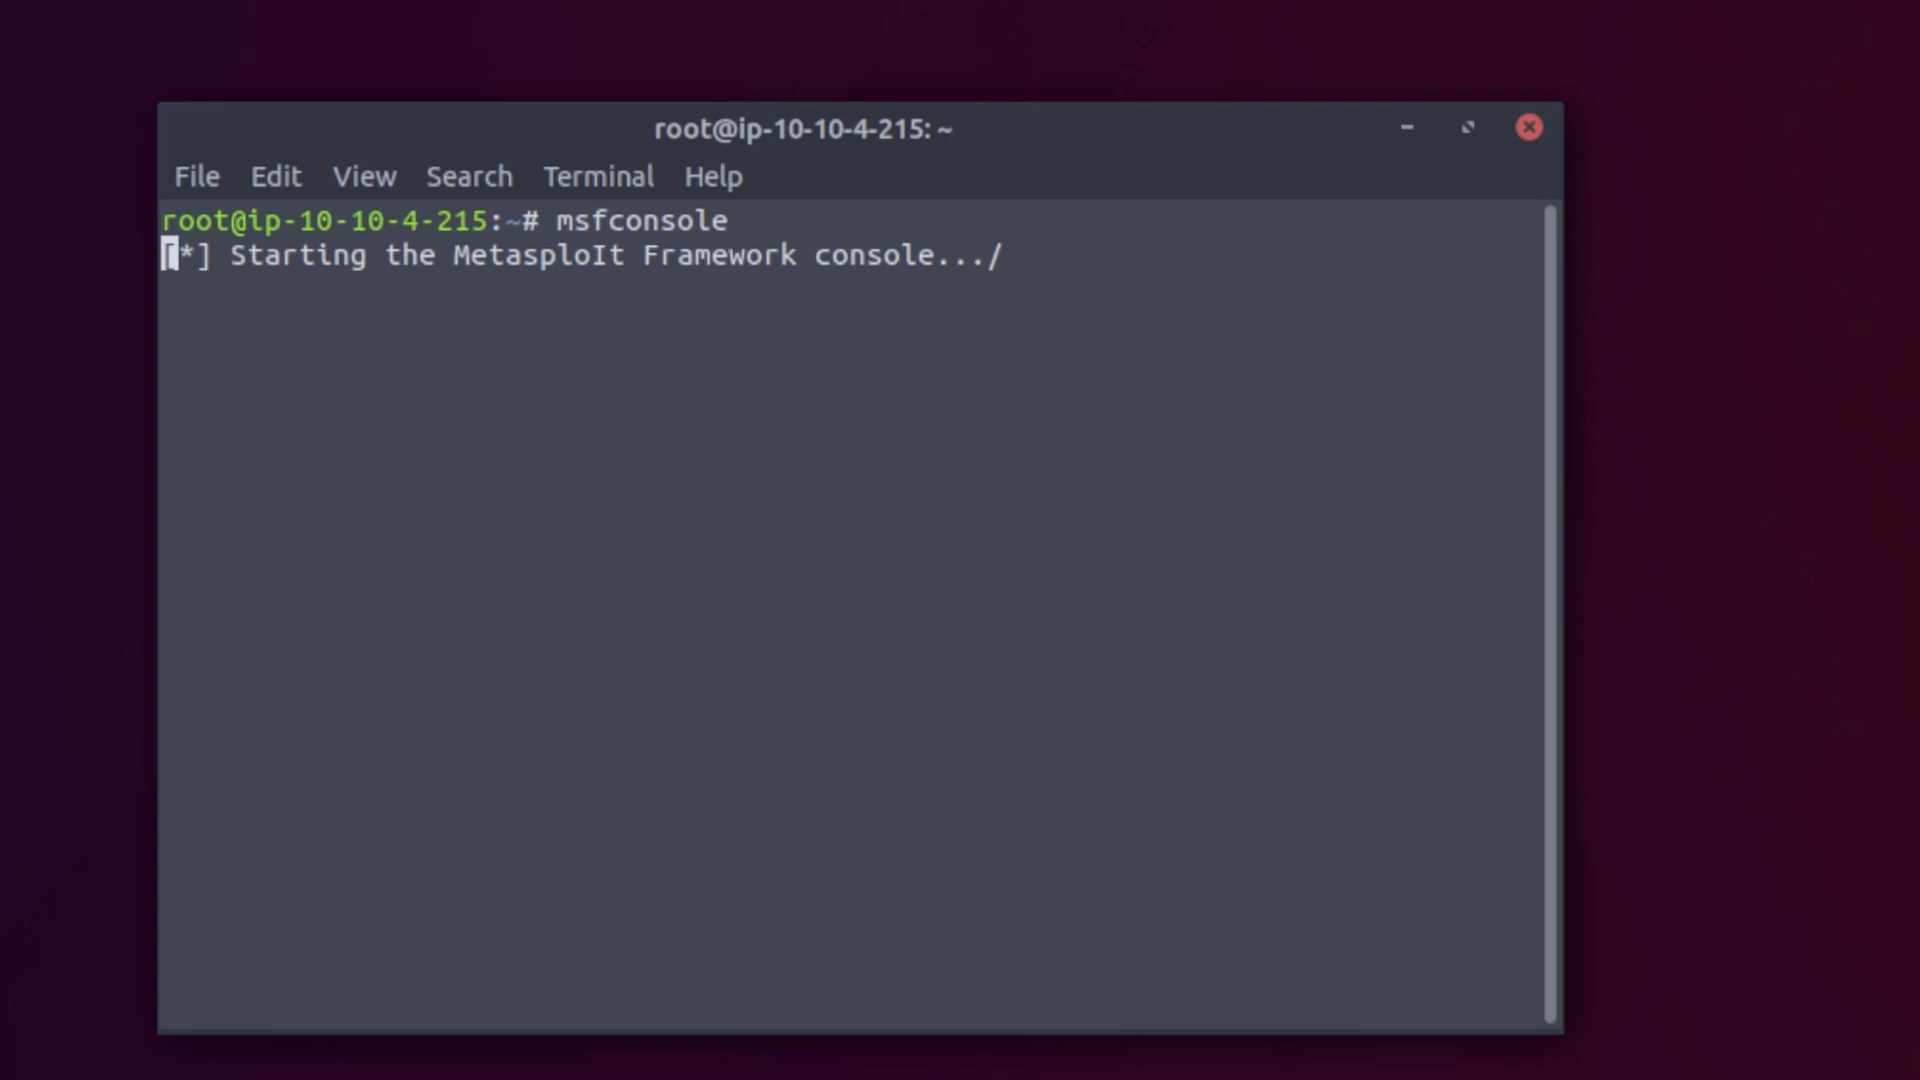 root@ip-10-10-4-215: ~
File Edit View Search Terminal Help
root@ip-10-10-4-215:~# msfconsole
[*] Starting the MetasploIt Framework console.../